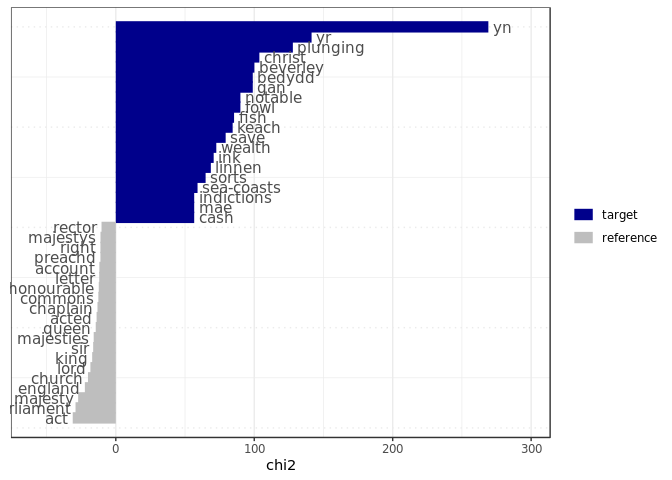 yn
yr
plunging
christ
beverley
bedydd
gan
notable
fowl
fish
keach
save
wealth
ink
linnen
sorts
sea-coasts
indictions
mae
cash
rector
majestys
right
preachd
account
letter
honourable
commons
chaplain
acted
queen
majesties
sir
king
lord
church
england
majesty
rliament
act
target
reference
0 100 200 300
chi2